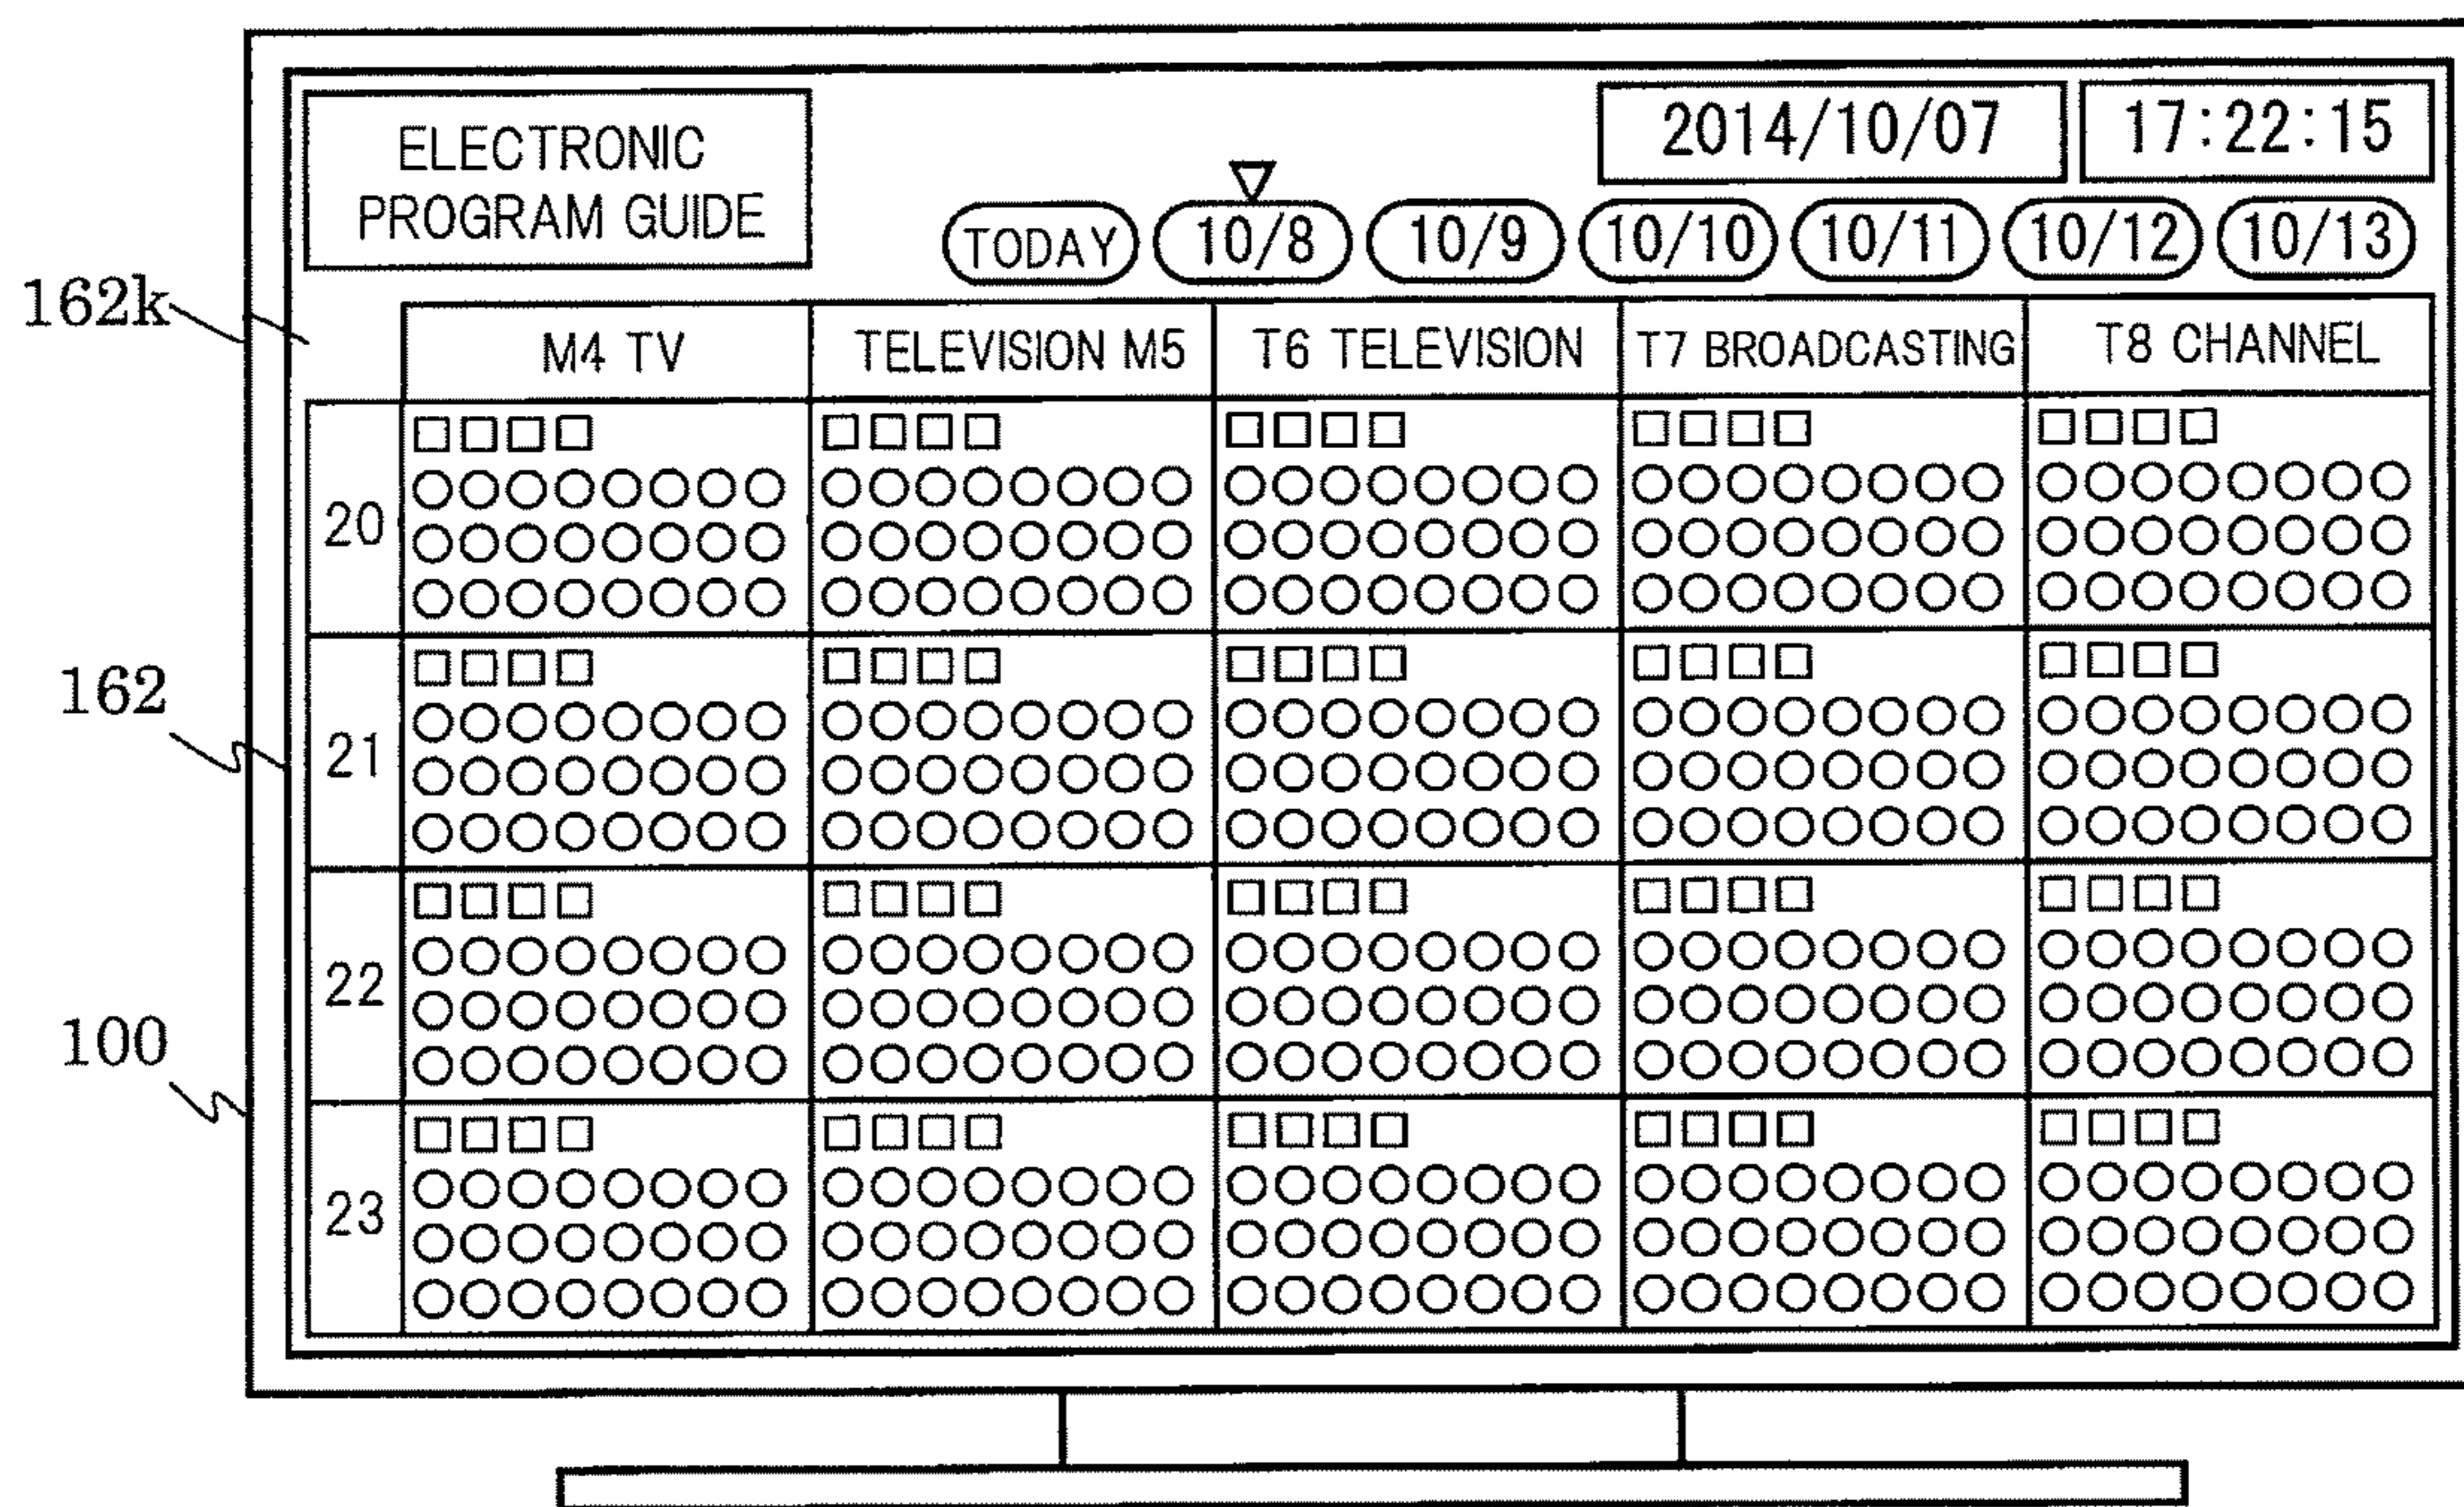 ELECTRONIC
PROGRAM GUIDE
2014/10/07 17:22:15
TODAY 10/8 10/9 10/10 10/11 10/12 10/13
162k
M4 TV TELEVISION M5 T6 TELEVISION T7 BROADCASTING T8 CHANNEL
□□□□ □□□□ □□□□ □□□□ □□□□
○○○○○○○○ ○○○○○○○○ ○○○○○○○○ ○○○○○○○○ ○○○○○○○○
20 ○○○○○○○○ ○○○○○○○○ ○○○○○○○○ ○○○○○○○○ ○○○○○○○○
○○○○○○○○ ○○○○○○○○ ○○○○○○○○ ○○○○○○○○ ○○○○○○○○
□□□□ □□□□ □□□□ □□□□ □□□□
162
○○○○○○○○ ○○○○○○○○ ○○○○○○○○ ○○○○○○○○ ○○○○○○○○
21 ○○○○○○○○ ○○○○○○○○ ○○○○○○○○ ○○○○○○○○ ○○○○○○○○
○○○○○○○○ ○○○○○○○○ ○○○○○○○○ ○○○○○○○○ ○○○○○○○○
□□□□ □□□□ □□□□ □□□□ □□□□
○○○○○○○○ ○○○○○○○○ ○○○○○○○○ ○○○○○○○○ ○○○○○○○○
22 ○○○○○○○○ ○○○○○○○○ ○○○○○○○○ ○○○○○○○○ ○○○○○○○○
100
○○○○○○○○ ○○○○○○○○ ○○○○○○○○ ○○○○○○○○ ○○○○○○○○
□□□□ □□□□ □□□□ □□□□ □□□□
○○○○○○○○ ○○○○○○○○ ○○○○○○○○ ○○○○○○○○ ○○○○○○○○
23 ○○○○○○○○ ○○○○○○○○ ○○○○○○○○ ○○○○○○○○ ○○○○○○○○
○○○○○○○○ ○○○○○○○○ ○○○○○○○○ ○○○○○○○○ ○○○○○○○○